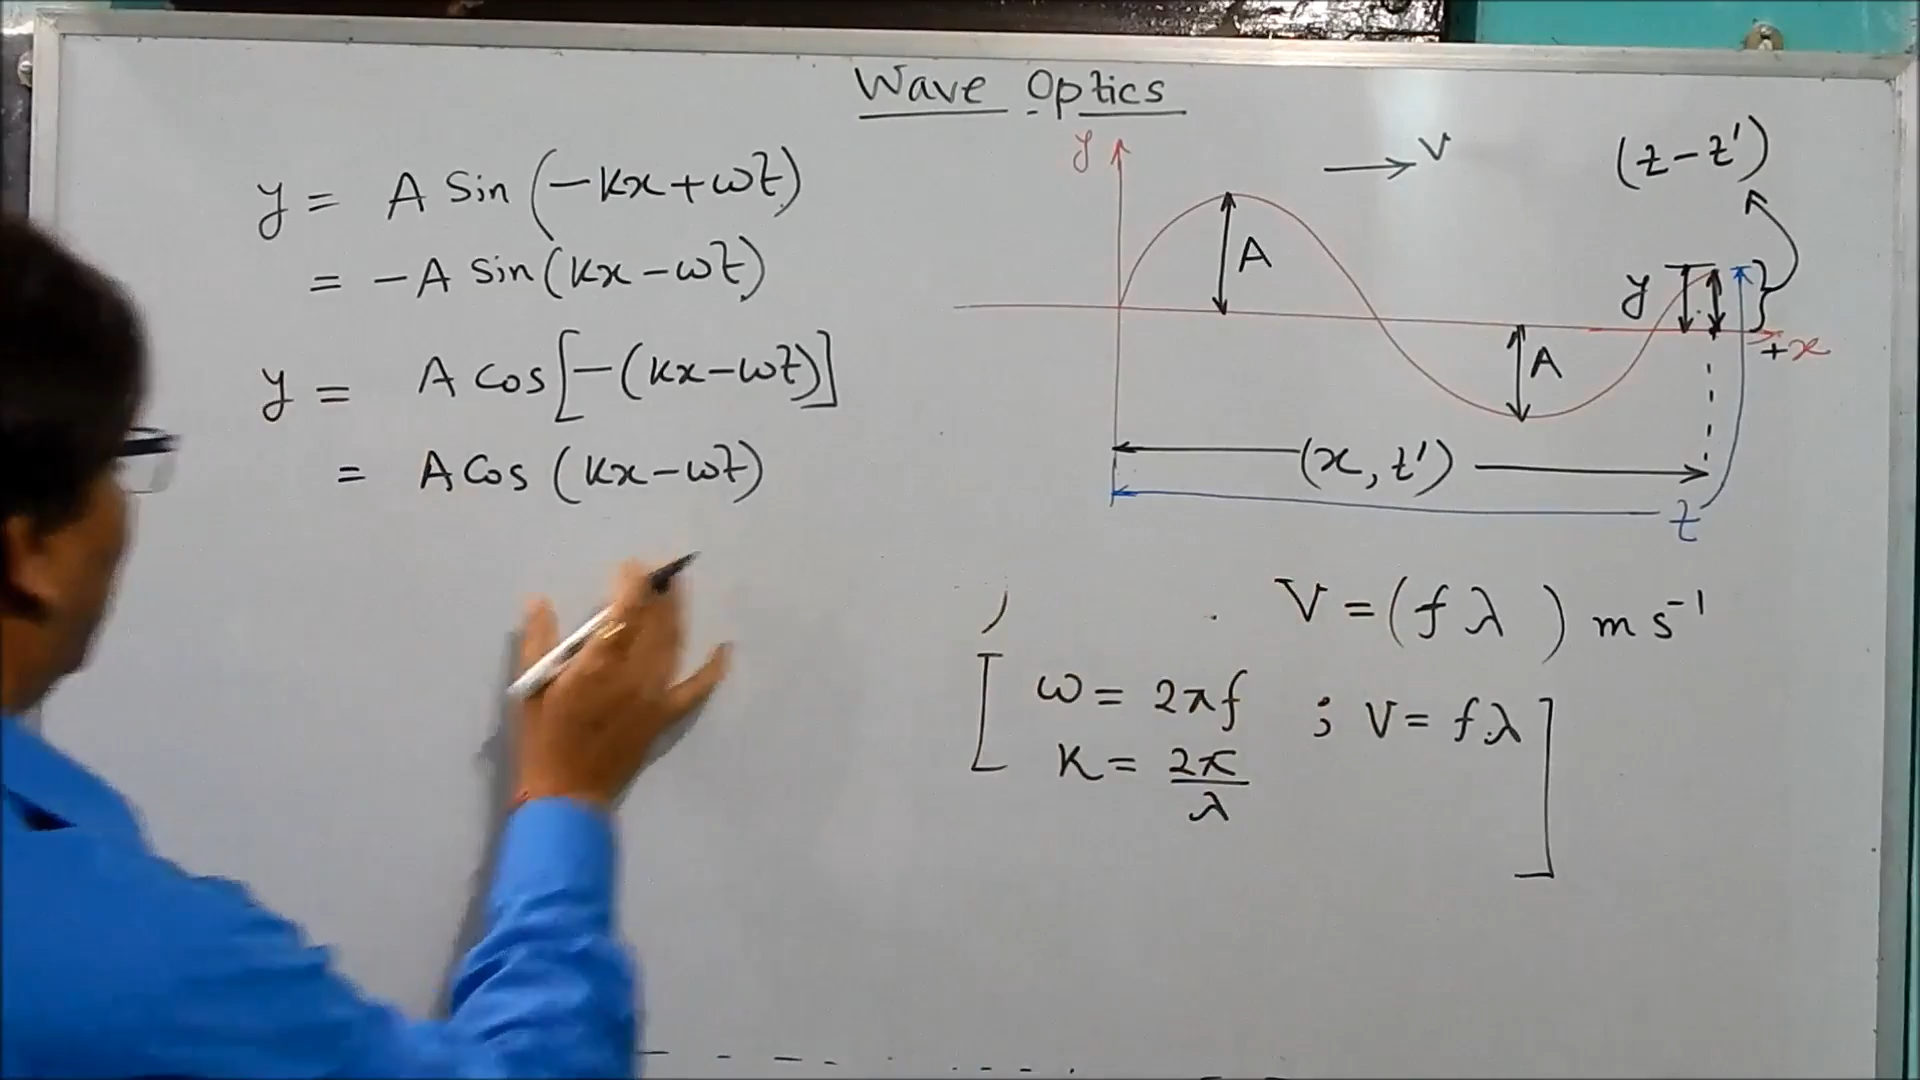 Wave Optics
y = A Sin (-kx+ωt)
= -A Sin(kx-ωt)
y = A Cos[-(kx-ωt)]
= A Cos (kx-ωt)
y
V
(t-t')
A
y
A
+x
(x, t')
t
V = (fλ) ms⁻¹
[ ω = 2πf ; V = fλ ]
K = 2π/λ